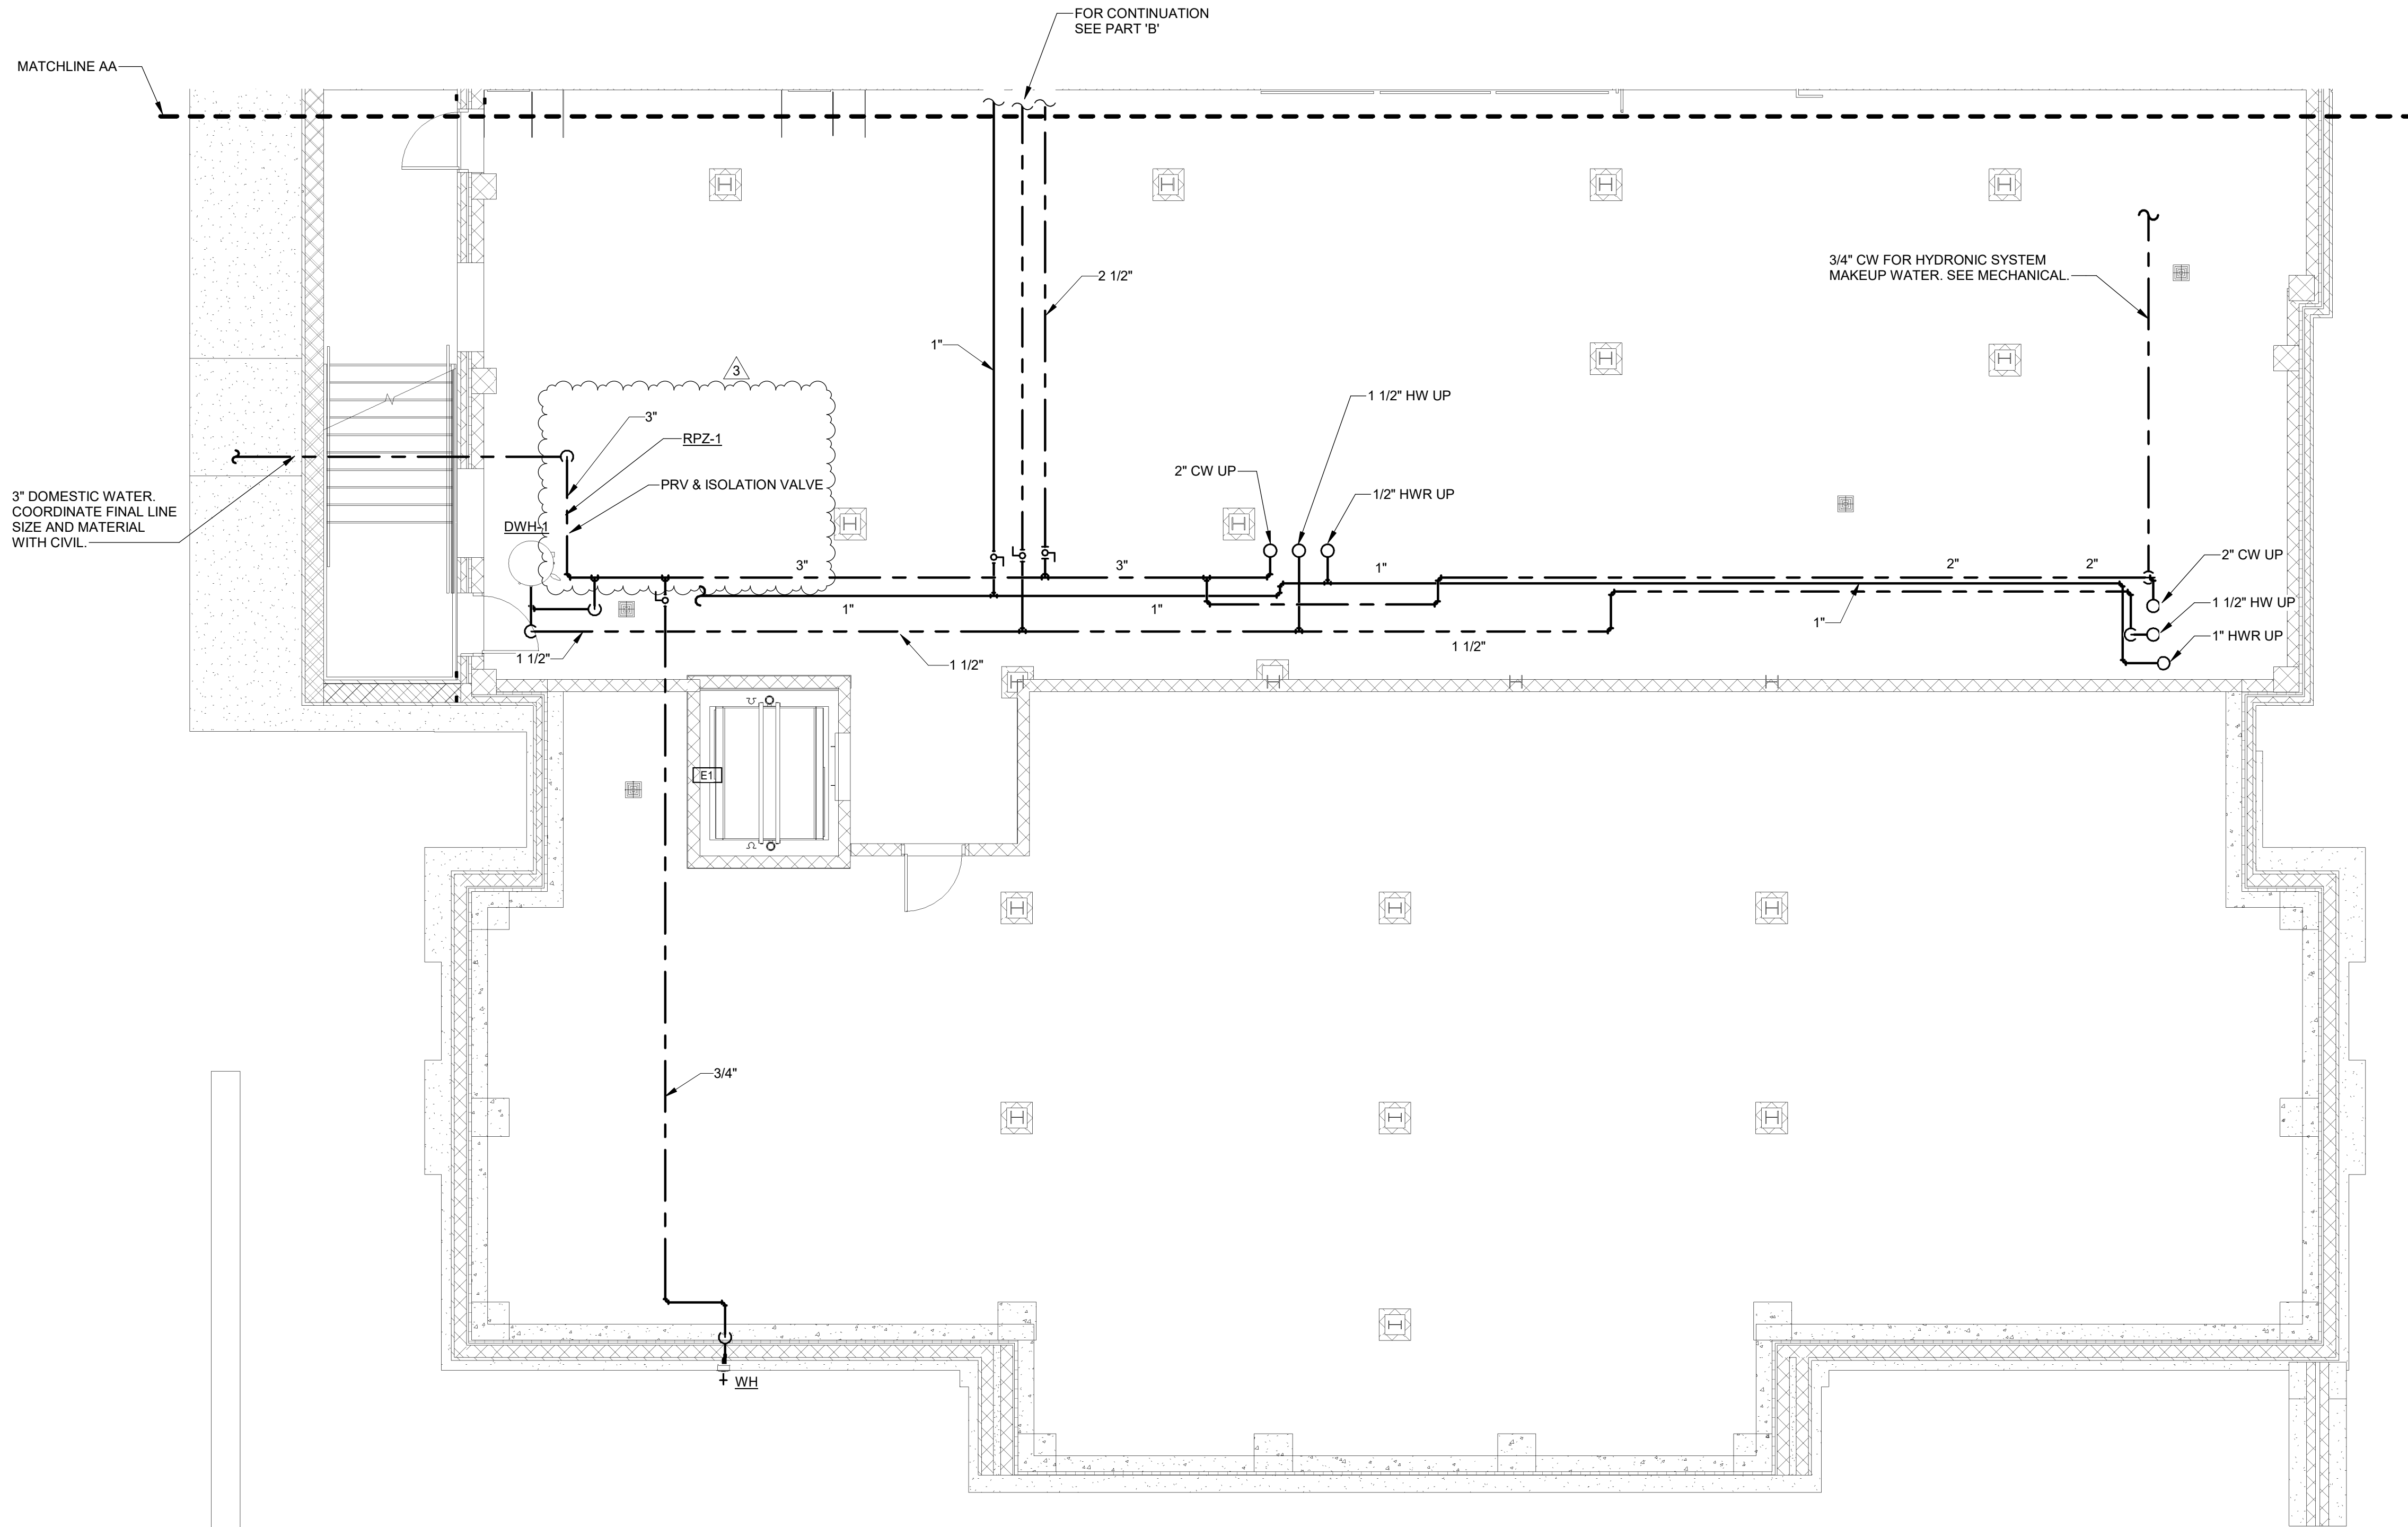 FOR CONTINUATION
SEE PART 'B'
MATCHLINE AA
2 1/2"
3/4" CW FOR HYDRONIC SYSTEM
MAKEUP WATER. SEE MECHANICAL.
1"
3
3"
RPZ-1
PRV & ISOLATION VALVE
1 1/2" HW UP
2" CW UP
1/2" HWR UP
3" DOMESTIC WATER.
COORDINATE FINAL LINE
SIZE AND MATERIAL
WITH CIVIL.
DWH-1
3"
3"
1"
2"
2"
2" CW UP
1"
1"
1"
1 1/2" HW UP
1" HWR UP
1 1/2"
1 1/2"
1 1/2"
E1
3/4"
WH